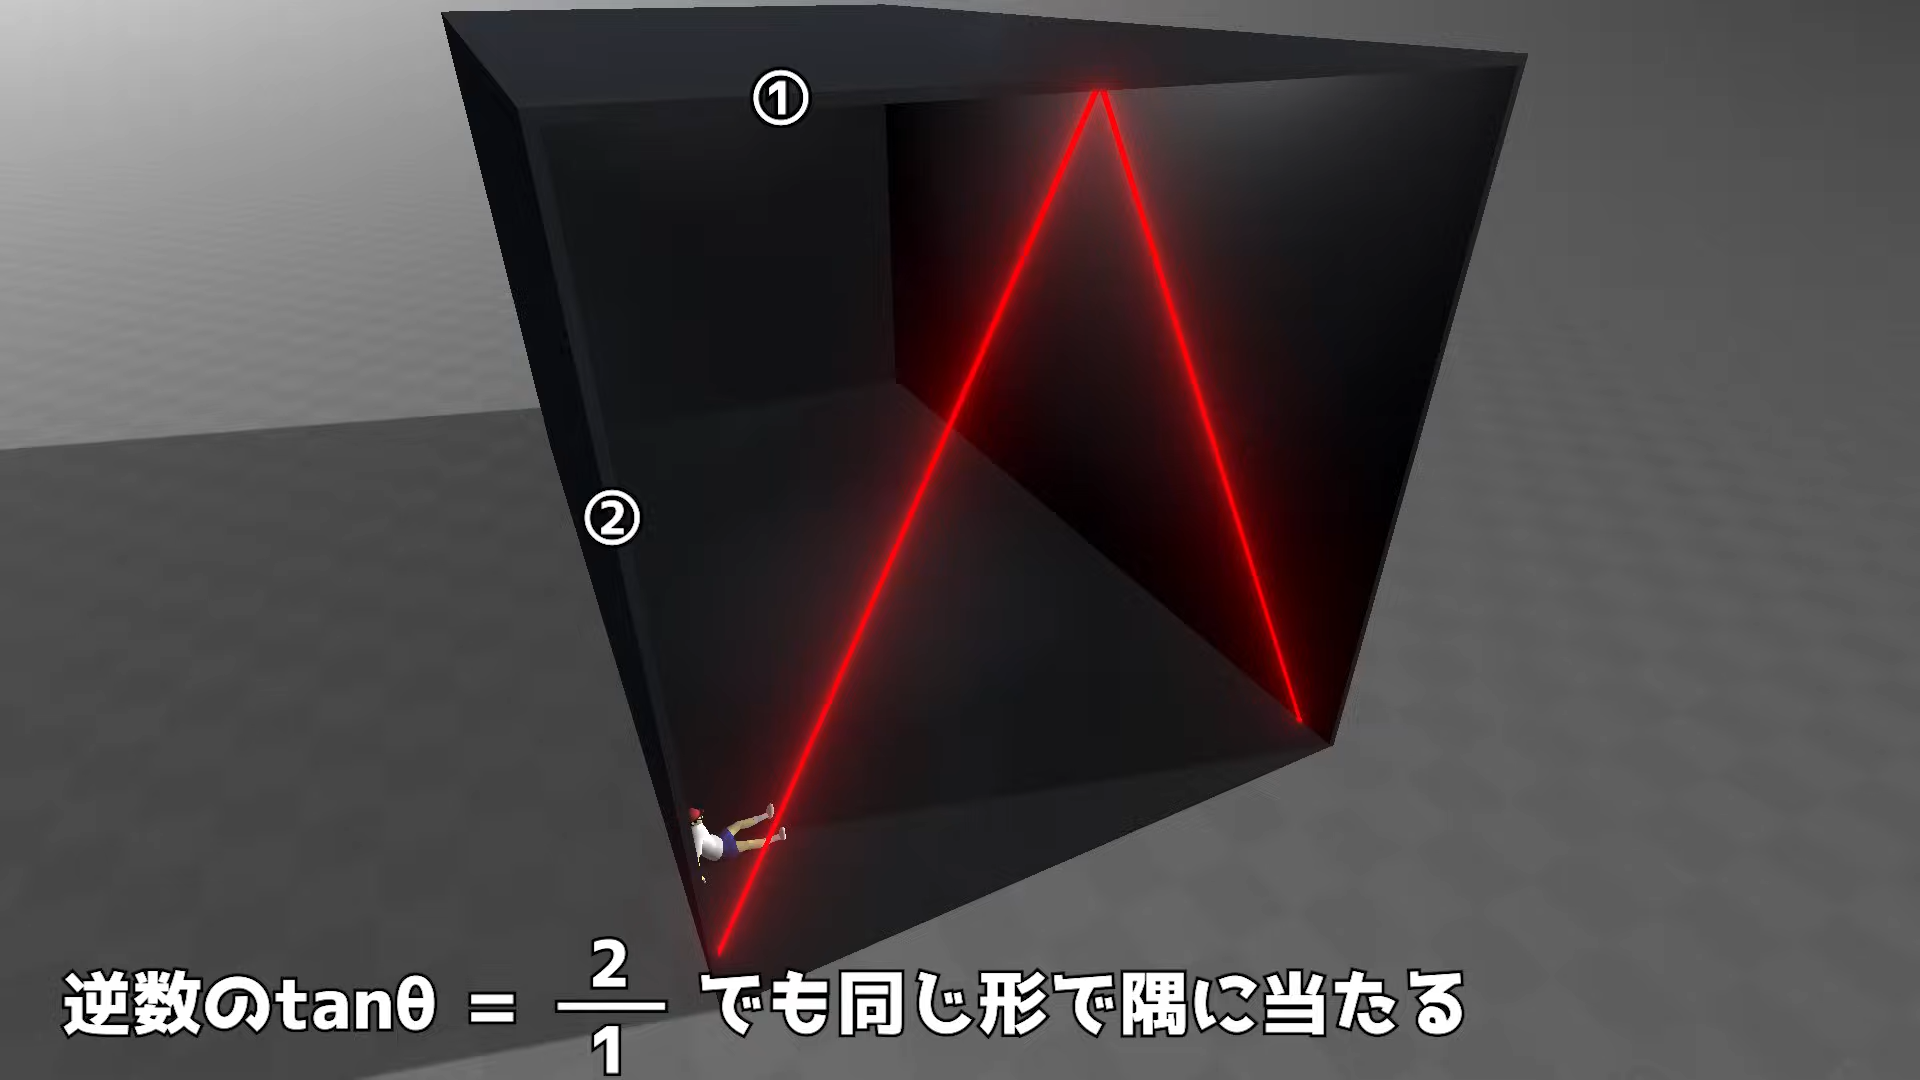 ①
②
逆数のtanθ = 2/1 でも同じ形で隅に当たる